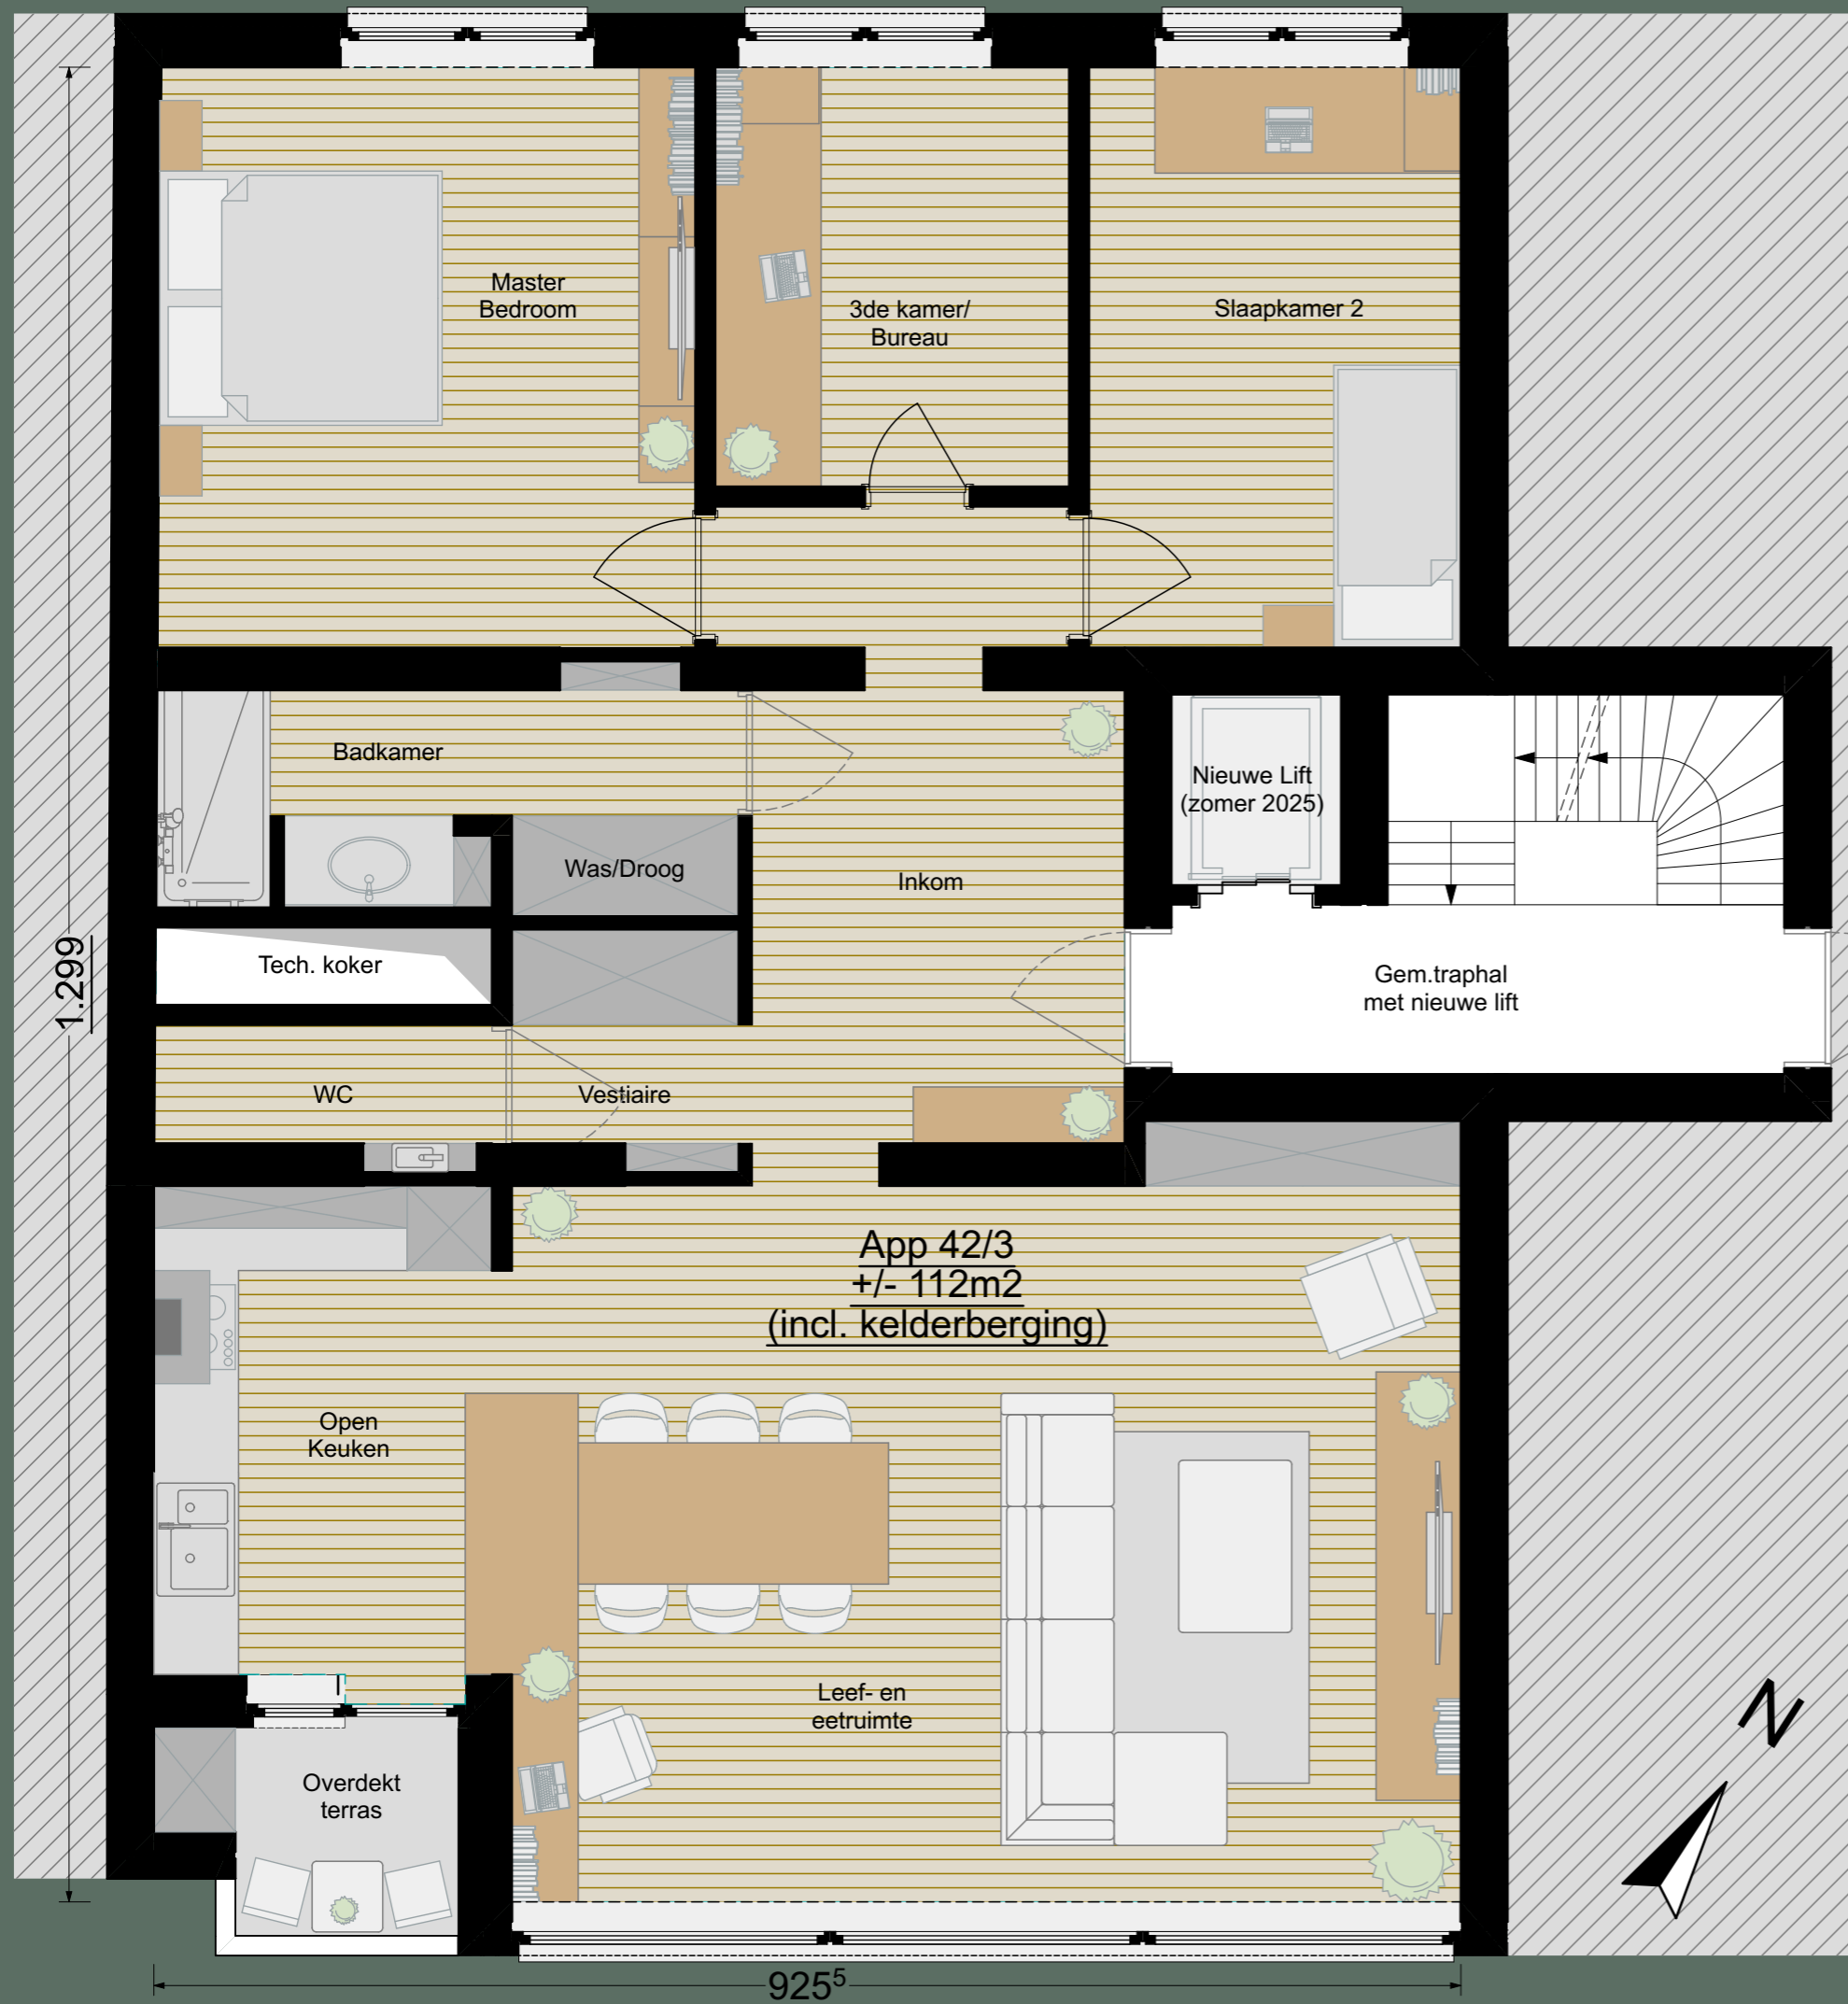 Master
Bedroom
3de kamer/
Bureau
Slaapkamer 2
Badkamer
Nieuwe Lift
(zomer 2025)
Was/Droog
Inkom
Tech. koker
Gem.traphal
met nieuwe lift
1.299
WC
Vestiaire
App 42/3
+/- 112m2
(incl. kelderberging)
Open
Keuken
Leef- en
eetruimte
Overdekt
terras
N
925⁵